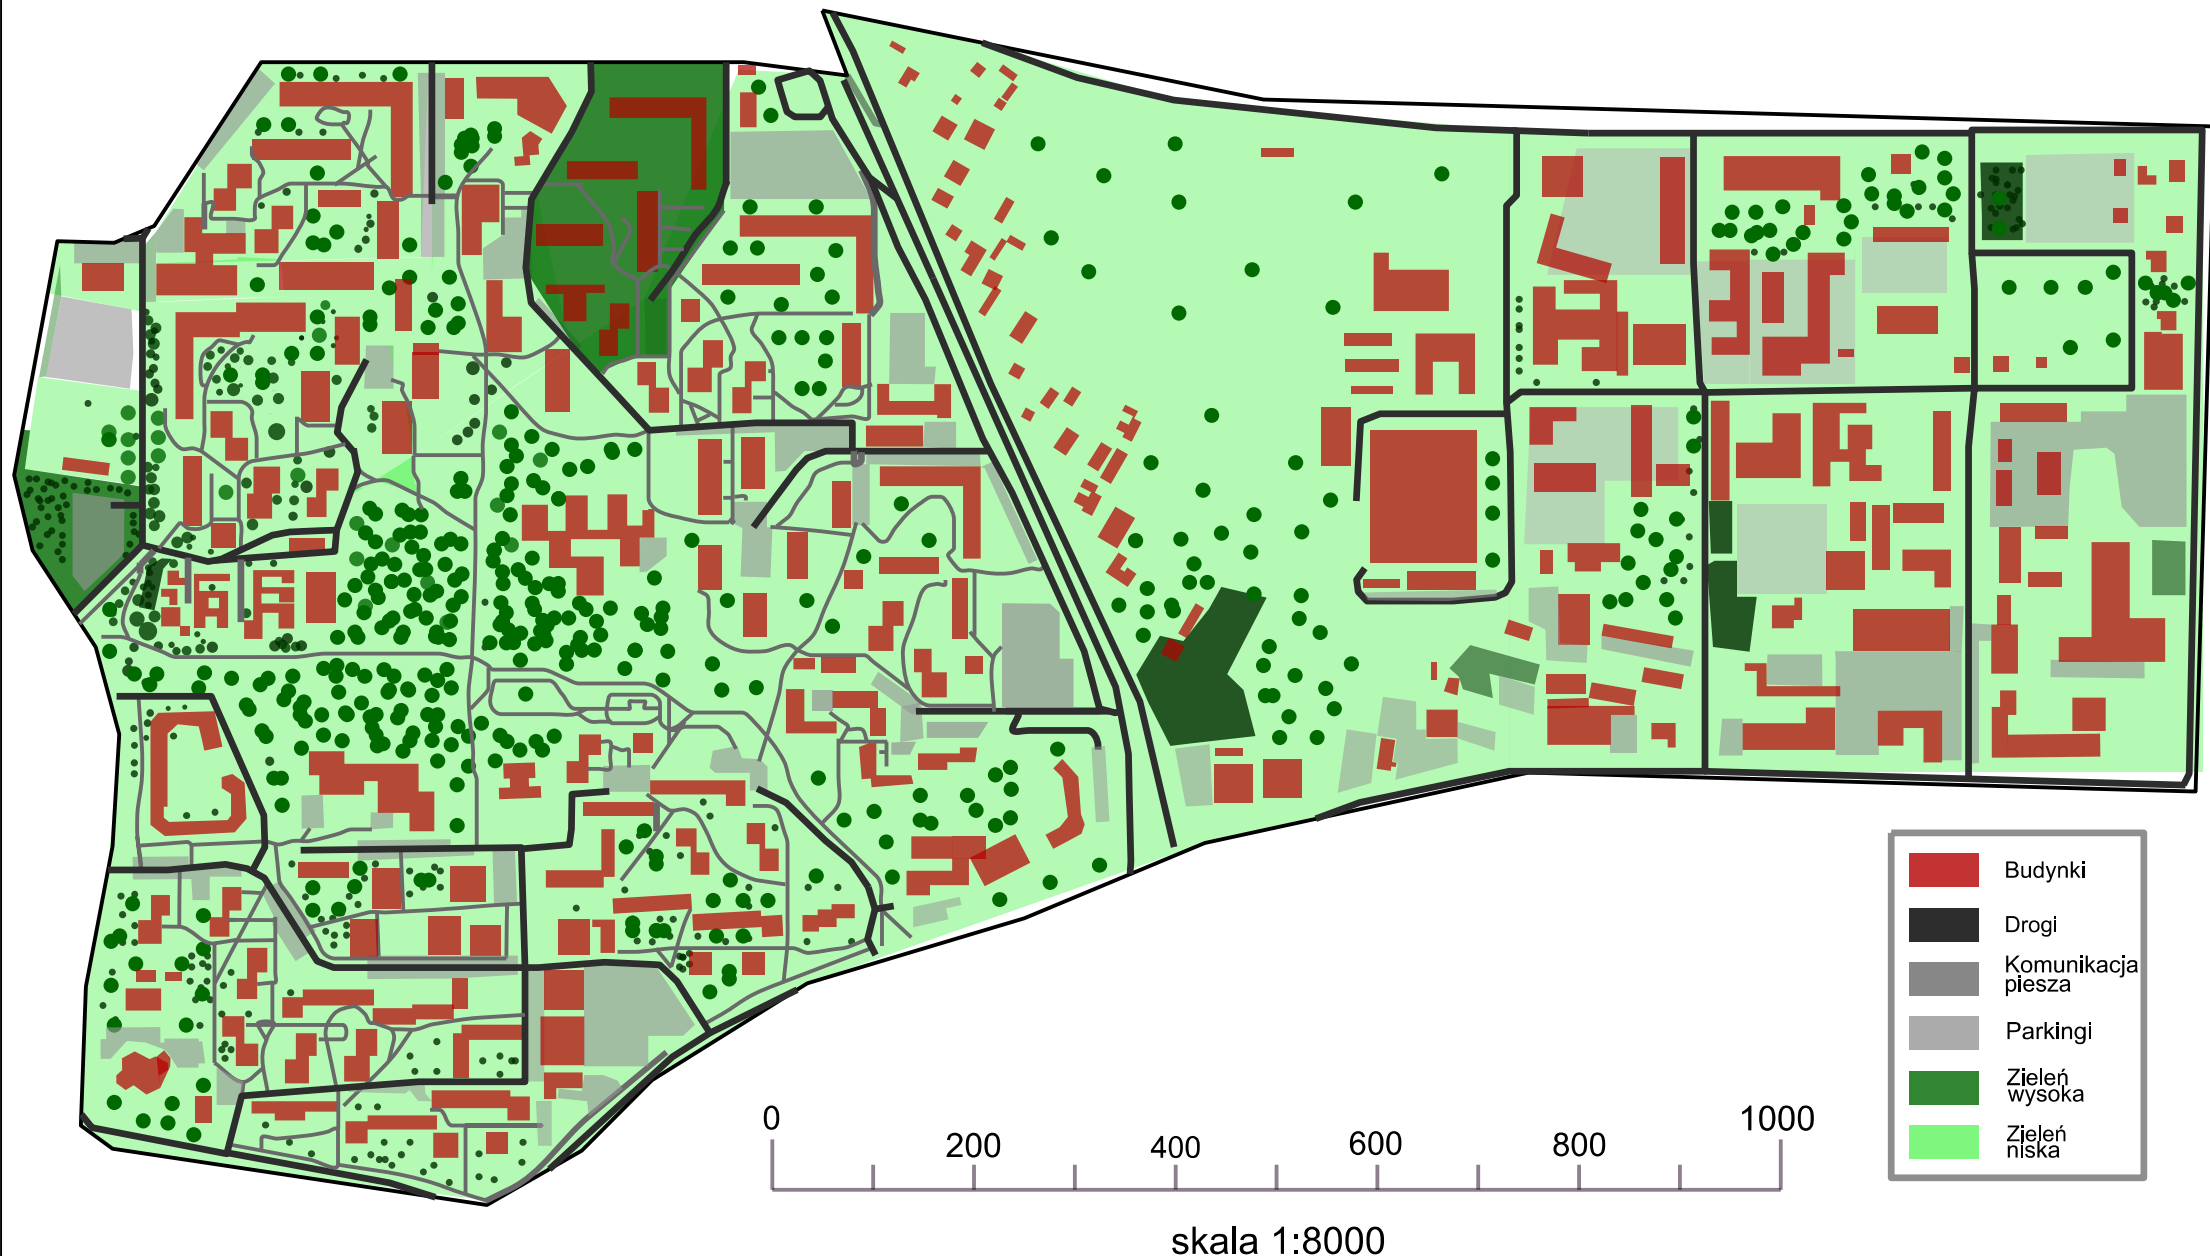 Budynki
Drogi
Komunikacja
piesza
Parkingi
Zieleń
wysoka
Zieleń
niska
0
200
400
600
800
1000
skala 1:8000